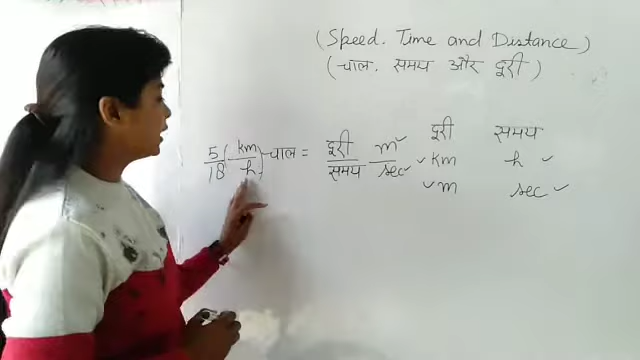 (Speed. Time and Distance)
(चाल. समय और दूरी)
दूरी समय
5/18 (km/h) चाल = दूरी/समय m/sec
km h
m sec